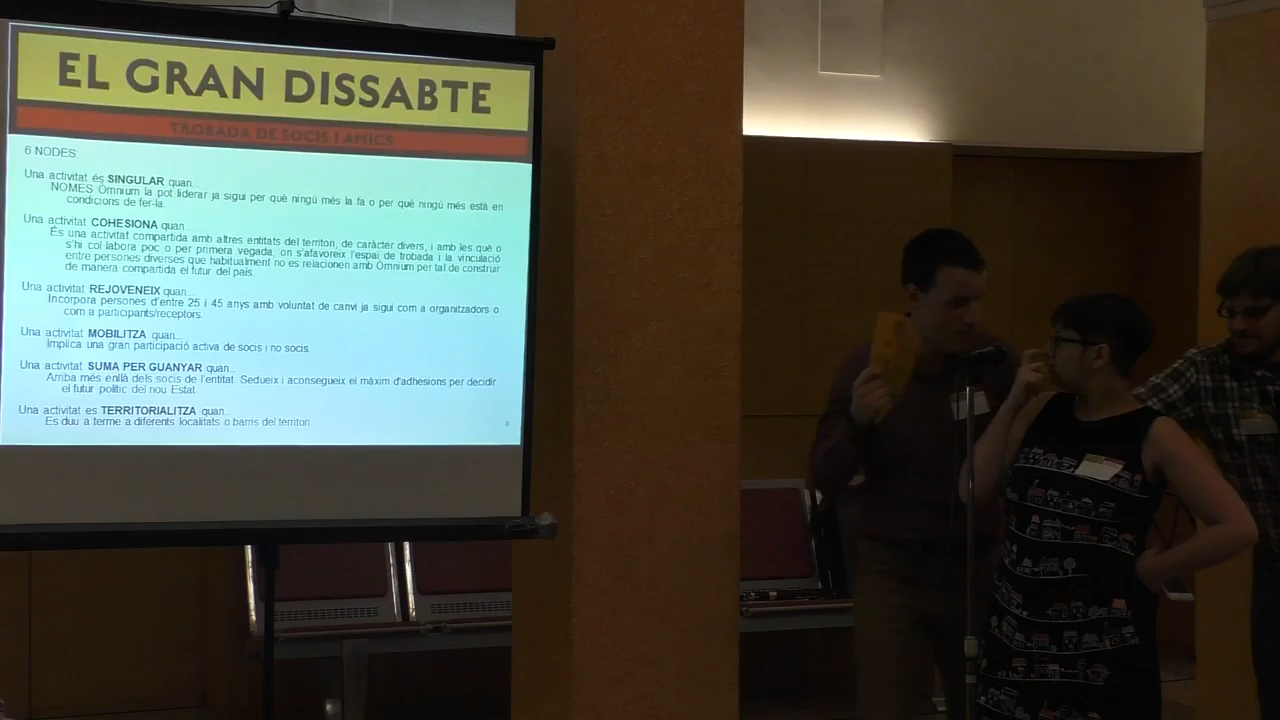 EL GRAN DISSABTE
TROBADA DE SOCIS I AMICS
6 NODES:
Una activitat és SINGULAR quan...
NOMÉS Òmnium la pot liderar ja sigui per què ningú més la fa o per què ningú més està en
condicions de fer-la.
Una activitat COHESIONA quan...
És una activitat compartida amb altres entitats del territori, de caràcter divers, i amb les què o
s'hi col·labora poc o per primera vegada, on s'afavoreix l'espai de trobada i la vinculació
entre persones diverses que habitualment no es relacionen amb Òmnium per tal de construir
de manera compartida el futur del país.
Una activitat REJOVENEIX quan...
Incorpora persones d'entre 25 i 45 anys amb voluntat de canvi ja sigui com a organitzadors o
com a participants/receptors.
Una activitat MOBILITZA quan...
Implica una gran participació activa de socis i no socis.
Una activitat SUMA PER GUANYAR quan...
Arriba més enllà dels socis de l'entitat. Sedueix i aconsegueix el màxim d'adhesions per decidir
el futur polític del nou Estat.
Una activitat es TERRITORIALITZA quan...
Es duu a terme a diferents localitats o barris del territori